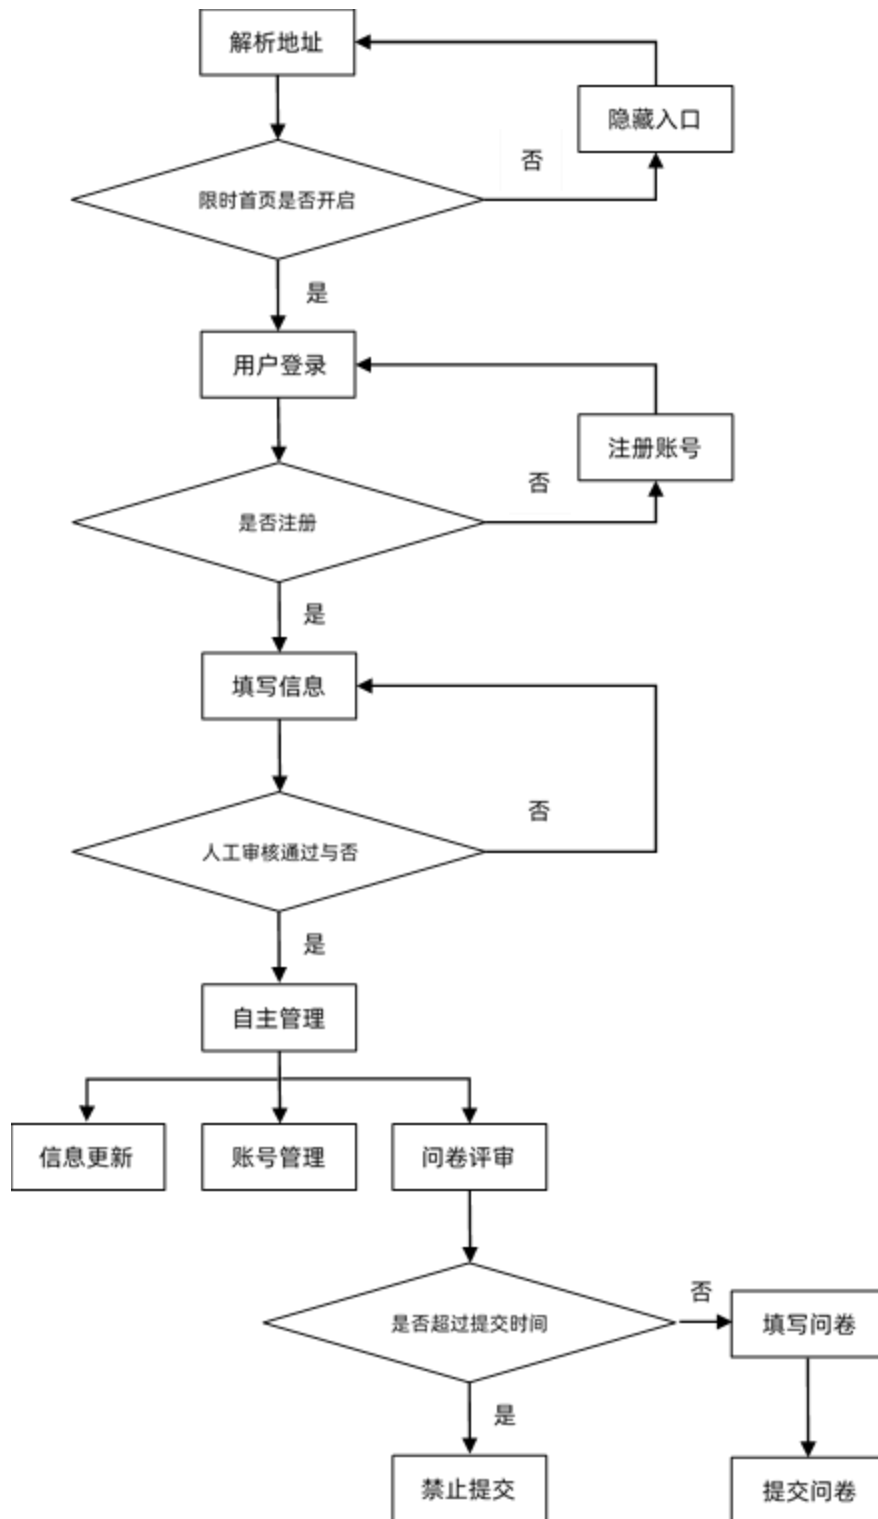 解析地址
隐藏入口
否
限时首页是否开启
是
用户登录
注册账号
否
是否注册
是
填写信息
否
人工审核通过与否
是
自主管理
信息更新
账号管理
问卷评审
否
是否超过提交时间
填写问卷
是
禁止提交
提交问卷